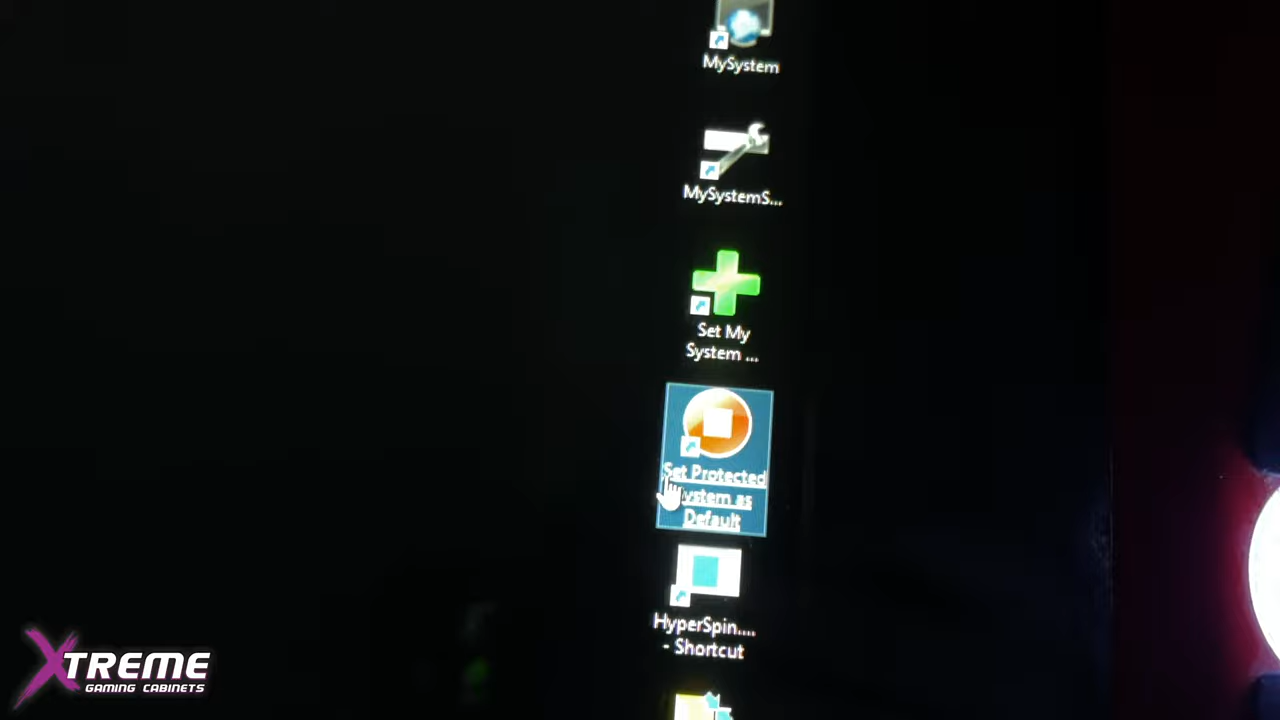 MySystem
MySystemS...
Set My
System ...
Set Protected
System as
Default
HyperSpin....
- Shortcut
XTREME
GAMING CABINETS